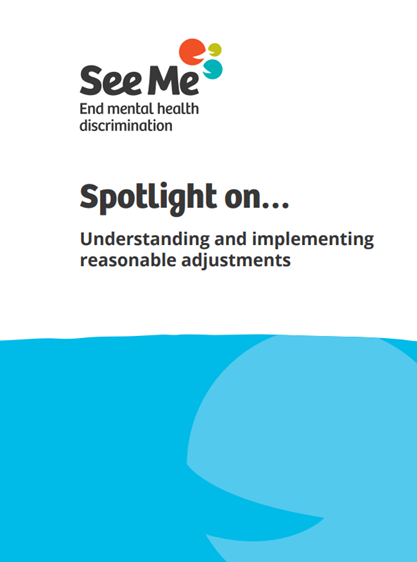 See Me
End mental health
discrimination
Spotlight on...
Understanding and implementing
reasonable adjustments